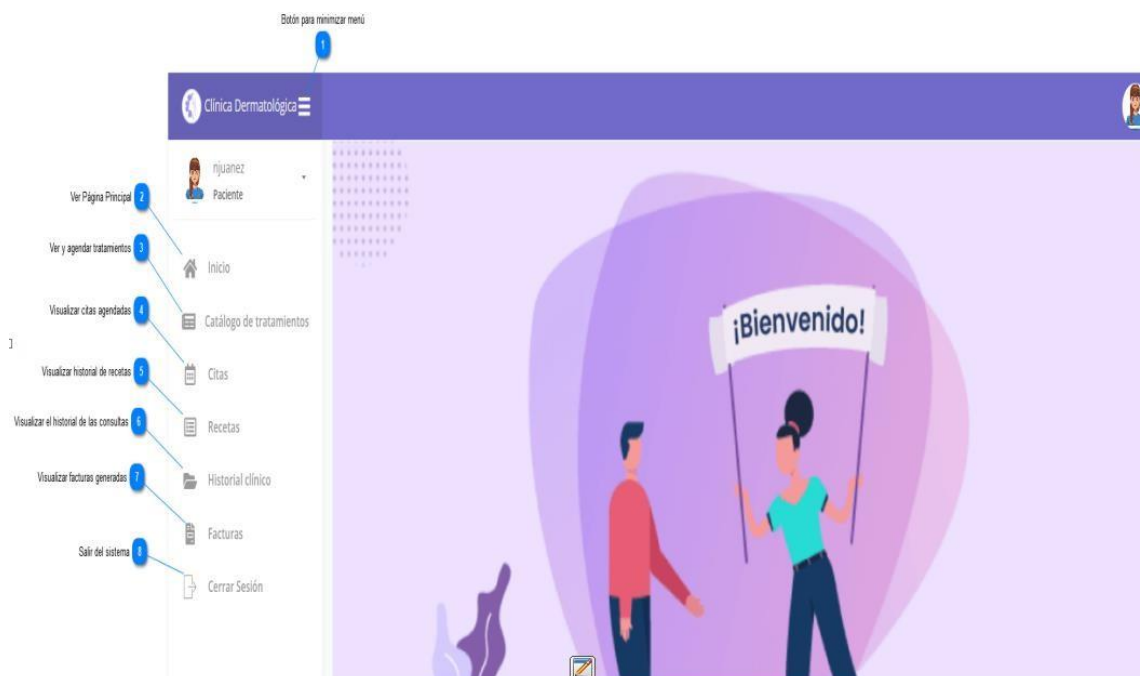 Botón para minimizar menú
1
Clínica Dermatológica
njuanez
Paciente
Ver Página Principal 2
Inicio
Ver y agendar tratamientos 3
Catálogo de tratamientos
Visualizar citas agendadas 4
Citas
Visualizar historial de recetas 5
Recetas
Visualizar el historial de las consultas 6
Historial clínico
Visualizar facturas generadas 7
Facturas
Salir del sistema 8
Cerrar Sesión
¡Bienvenido!